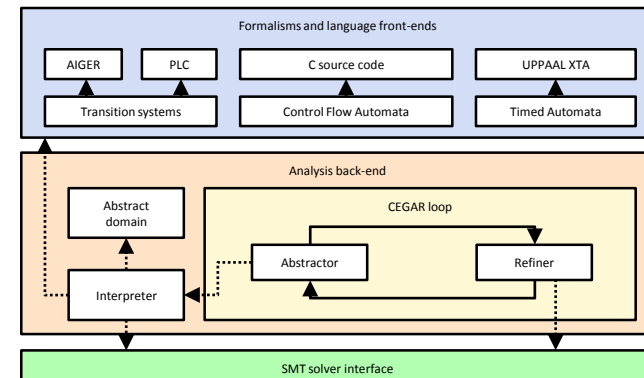 Formalisms and language front-ends
AIGER
PLC
C source code
UPPAAL XTA
Transition systems
Control Flow Automata
Timed Automata
Analysis back-end
Abstract
domain
CEGAR loop
Abstractor
Refiner
Interpreter
SMT solver interface